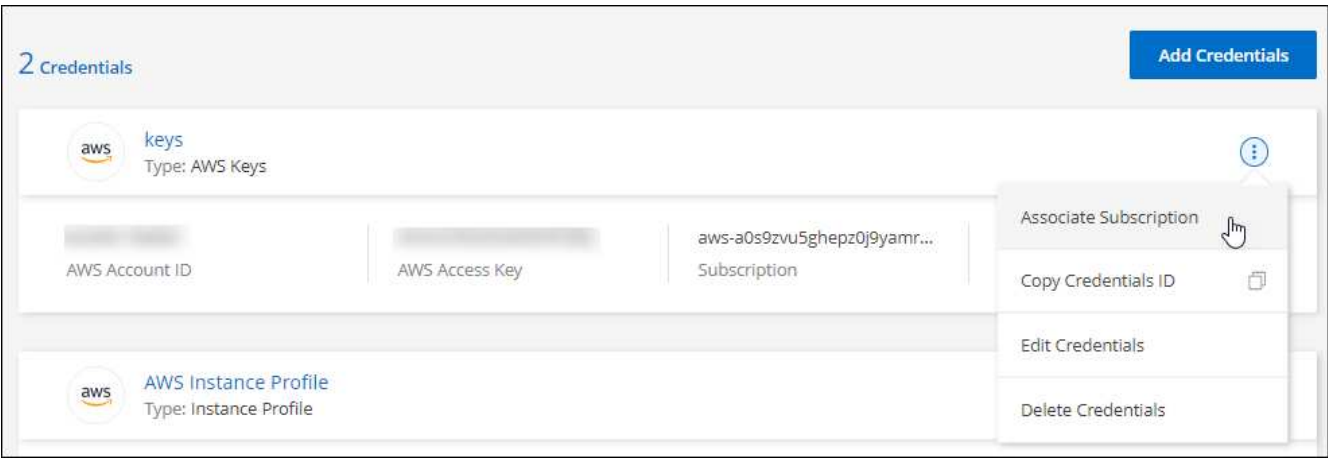 2 Credentials
Add Credentials
aws
keys
Type: AWS Keys
AWS Account ID
AWS Access Key
aws-a0s9zvu5ghepz0j9yamr...
Subscription
Associate Subscription
Copy Credentials ID
Edit Credentials
Delete Credentials
aws
AWS Instance Profile
Type: Instance Profile